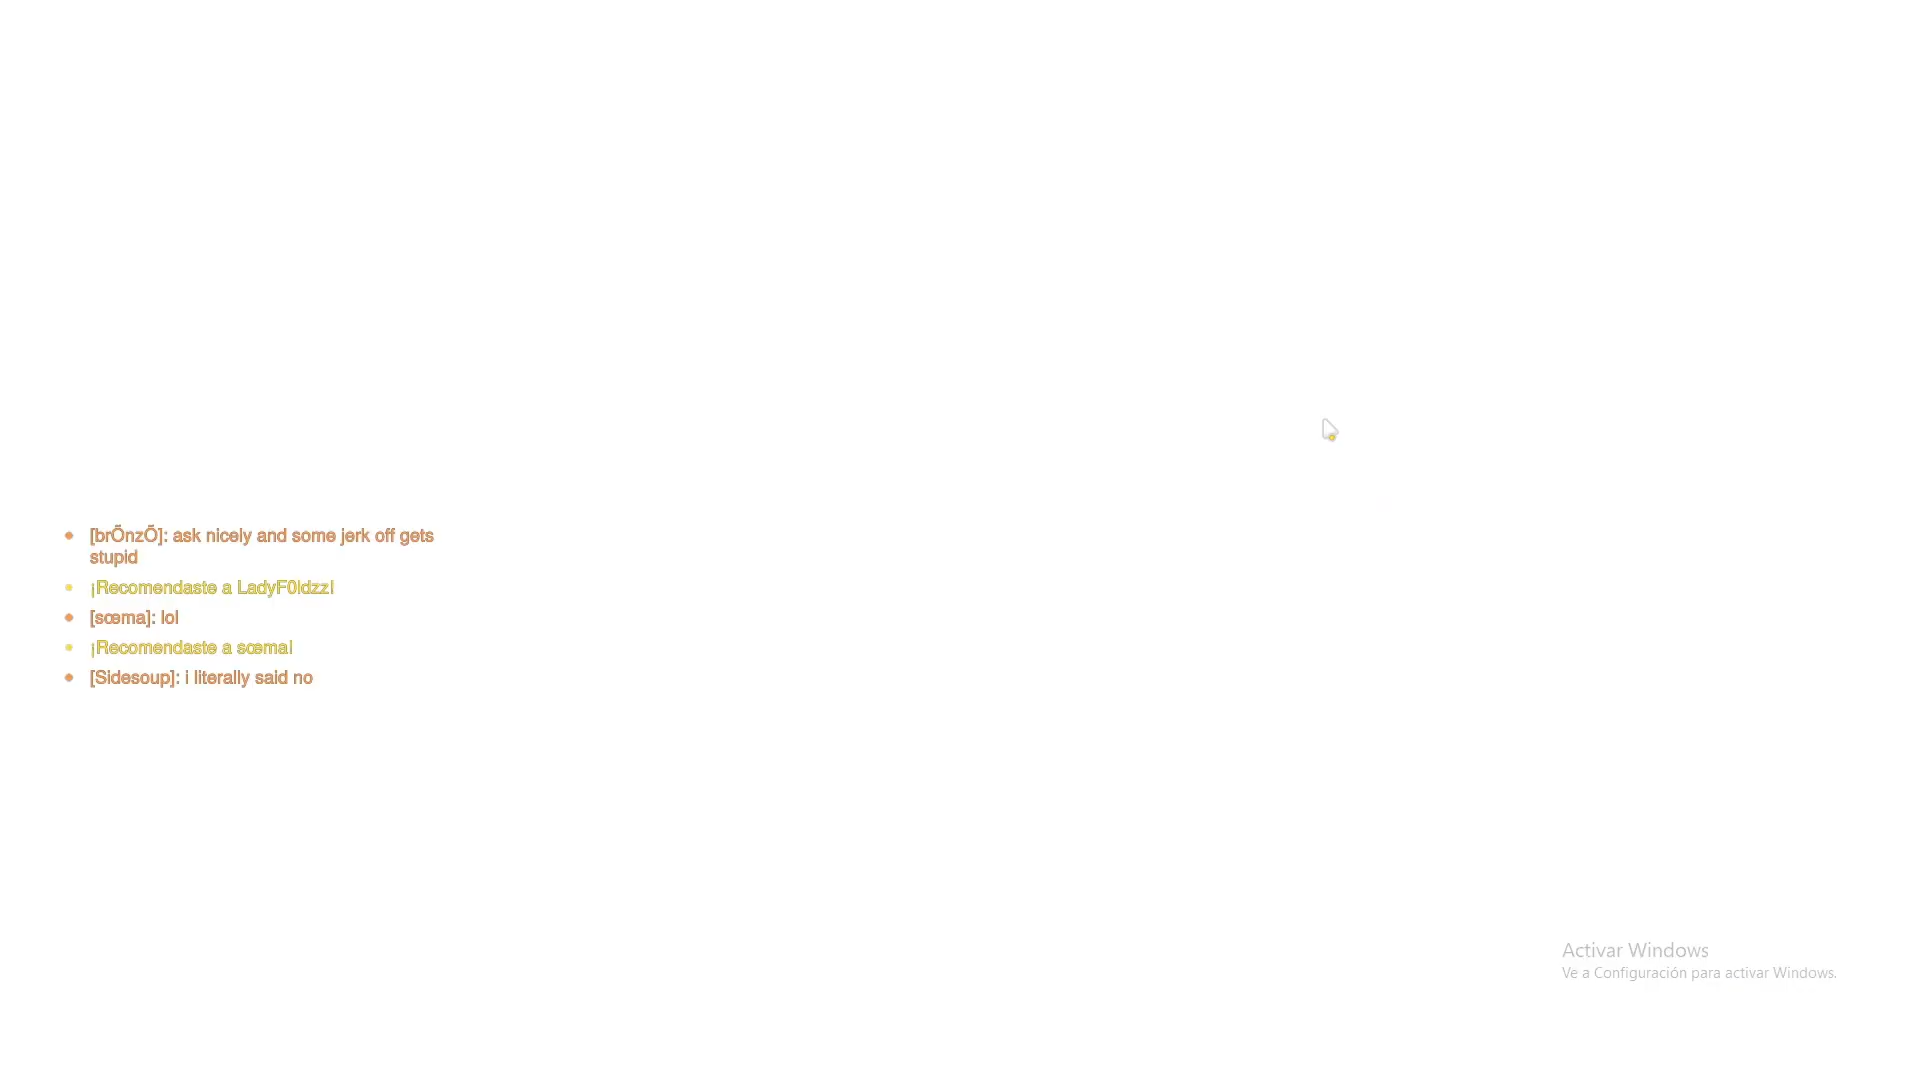 [brÕnzÕ]: ask nicely and some jerk off gets
stupid
¡Recomendaste a LadyF0ldzz!
[sœma]: lol
¡Recomendaste a sœma!
[Sidesoup]: i literally said no
Activar Windows
Ve a Configuración para activar Windows.